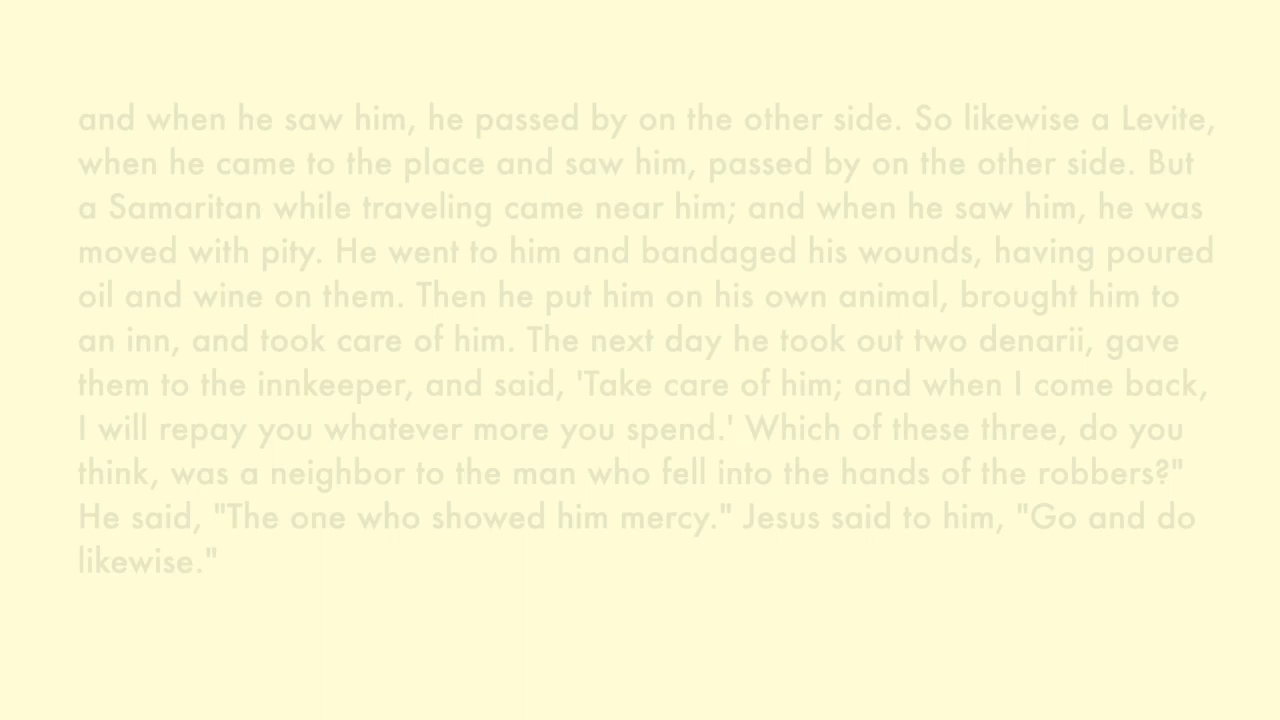 and when he saw him, he passed by on the other side. So likewise a Levite,
when he came to the place and saw him, passed by on the other side. But
a Samaritan while traveling came near him; and when he saw him, he was
moved with pity. He went to him and bandaged his wounds, having poured
oil and wine on them. Then he put him on his own animal, brought him to
an inn, and took care of him. The next day he took out two denarii, gave
them to the innkeeper, and said, 'Take care of him; and when I come back,
I will repay you whatever more you spend.' Which of these three, do you
think, was a neighbor to the man who fell into the hands of the robbers?"
He said, "The one who showed him mercy." Jesus said to him, "Go and do
likewise."